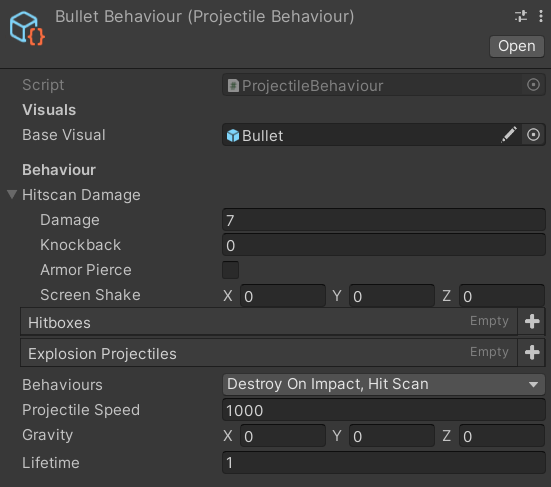 Bullet Behaviour (Projectile Behaviour)
Open
Script ProjectileBehaviour
Visuals
Base Visual Bullet
Behaviour
Hitscan Damage
Damage 7
Knockback 0
Armor Pierce
Screen Shake X 0 Y 0 Z 0
Hitboxes Empty
Explosion Projectiles Empty
Behaviours Destroy On Impact, Hit Scan
Projectile Speed 1000
Gravity X 0 Y 0 Z 0
Lifetime 1